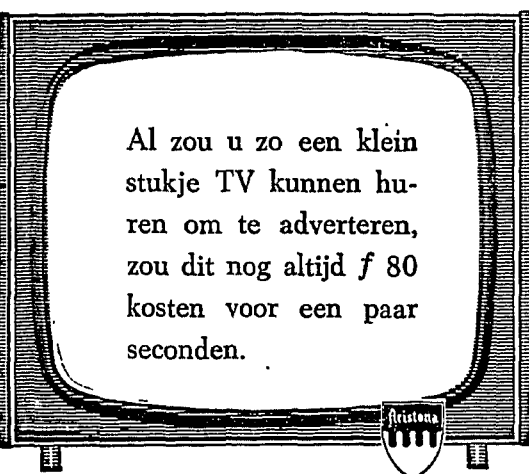 Al zou u zo een klein
stukje TV kunnen hu-
ren om te adverteren,
zou dit nog altijd f 80
kosten voor een paar
seconden.
Aristona